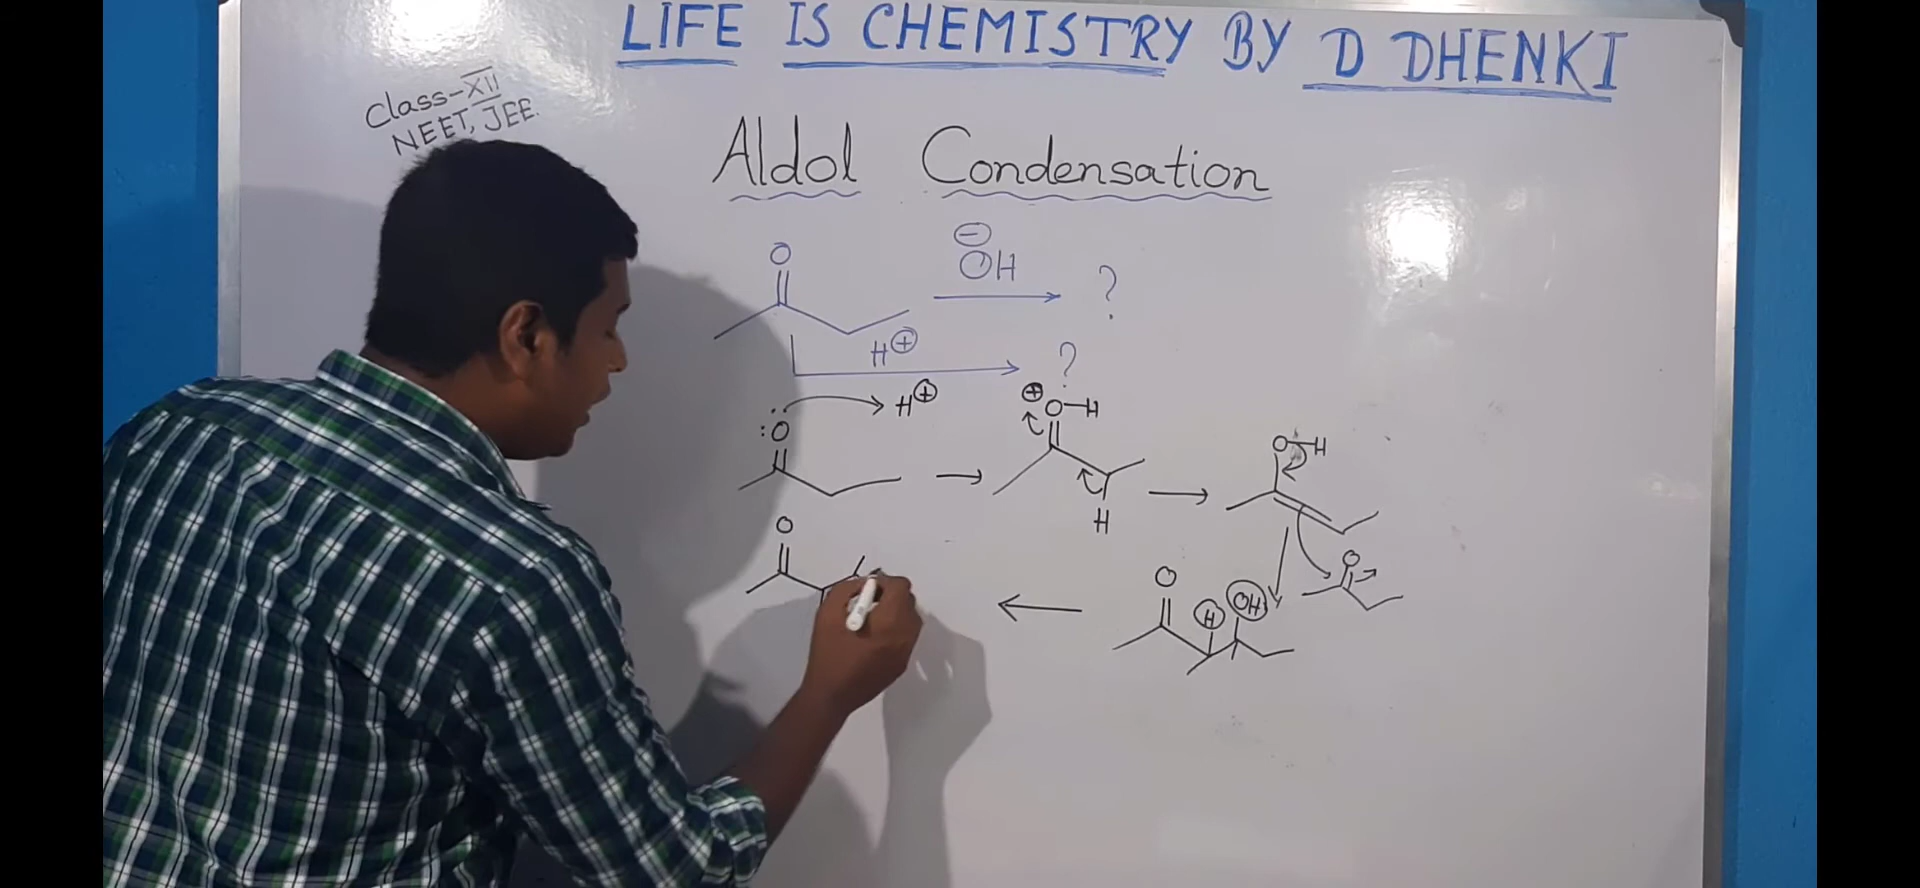 LIFE IS CHEMISTRY BY D DHENKI
Class-XII
NEET, JEE.
Aldol Condensation
O
⊖
OH
?
H⊕
?
:O: H⊕
⊕
O-H
H
O-H
O
O
O
H
OH